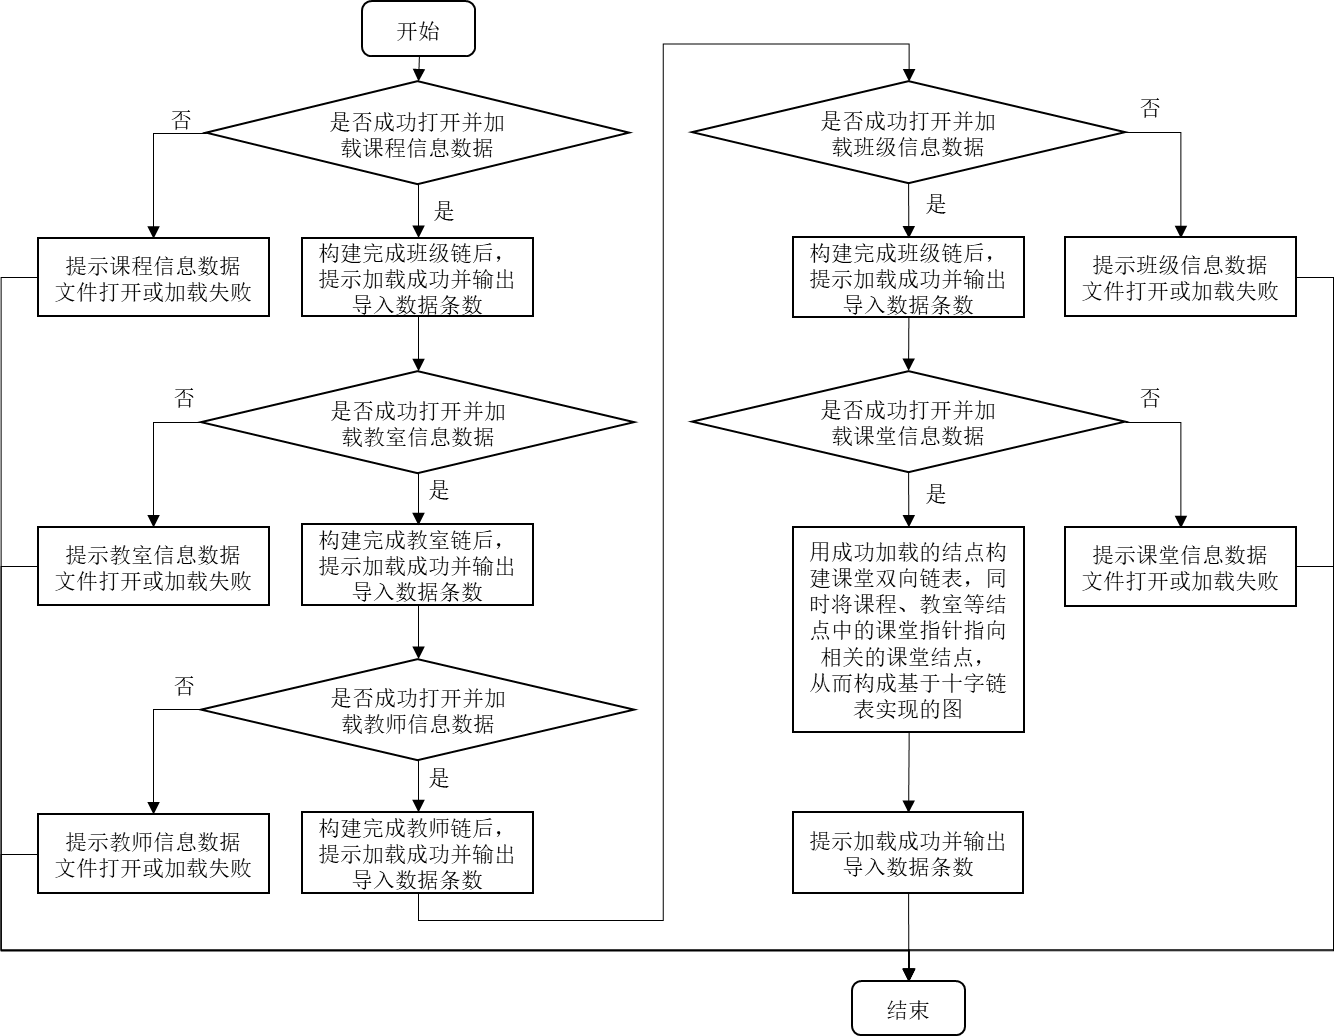 开始
是否成功打开并加
载课程信息数据
否
是
提示课程信息数据
文件打开或加载失败
构建完成班级链后，
提示加载成功并输出
导入数据条数
是否成功打开并加
载教室信息数据
否
是
提示教室信息数据
文件打开或加载失败
构建完成教室链后，
提示加载成功并输出
导入数据条数
是否成功打开并加
载教师信息数据
否
是
提示教师信息数据
文件打开或加载失败
构建完成教师链后，
提示加载成功并输出
导入数据条数
是否成功打开并加
载班级信息数据
否
是
构建完成班级链后，
提示加载成功并输出
导入数据条数
提示班级信息数据
文件打开或加载失败
是否成功打开并加
载课堂信息数据
否
是
用成功加载的结点构
建课堂双向链表，同
时将课程、教室等结
点中的课堂指针指向
相关的课堂结点，
从而构成基于十字链
表实现的图
提示课堂信息数据
文件打开或加载失败
提示加载成功并输出
导入数据条数
结束